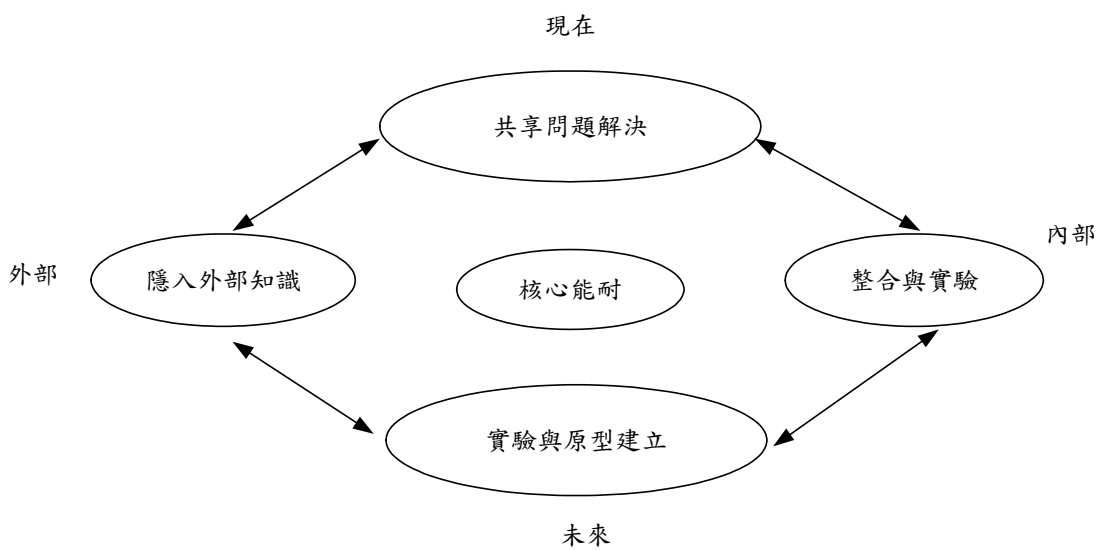 現在
共享問題解決
內部
外部
隱入外部知識
核心能耐
整合與實驗
實驗與原型建立
未來